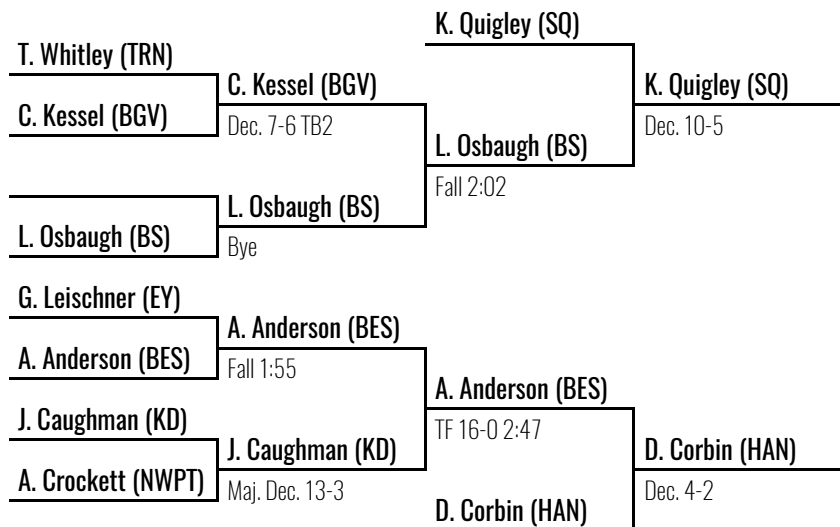 K. Quigley (SQ)
T. Whitley (TRN)
C. Kessel (BGV)
K. Quigley (SQ)
C. Kessel (BGV)
Dec. 7-6 TB2
Dec. 10-5
L. Osbaugh (BS)
Fall 2:02
L. Osbaugh (BS)
L. Osbaugh (BS)
Bye
G. Leischner (EY)
A. Anderson (BES)
A. Anderson (BES)
Fall 1:55
A. Anderson (BES)
J. Caughman (KD)
TF 16-0 2:47
J. Caughman (KD)
D. Corbin (HAN)
A. Crockett (NWPT)
Maj. Dec. 13-3
Dec. 4-2
D. Corbin (HAN)